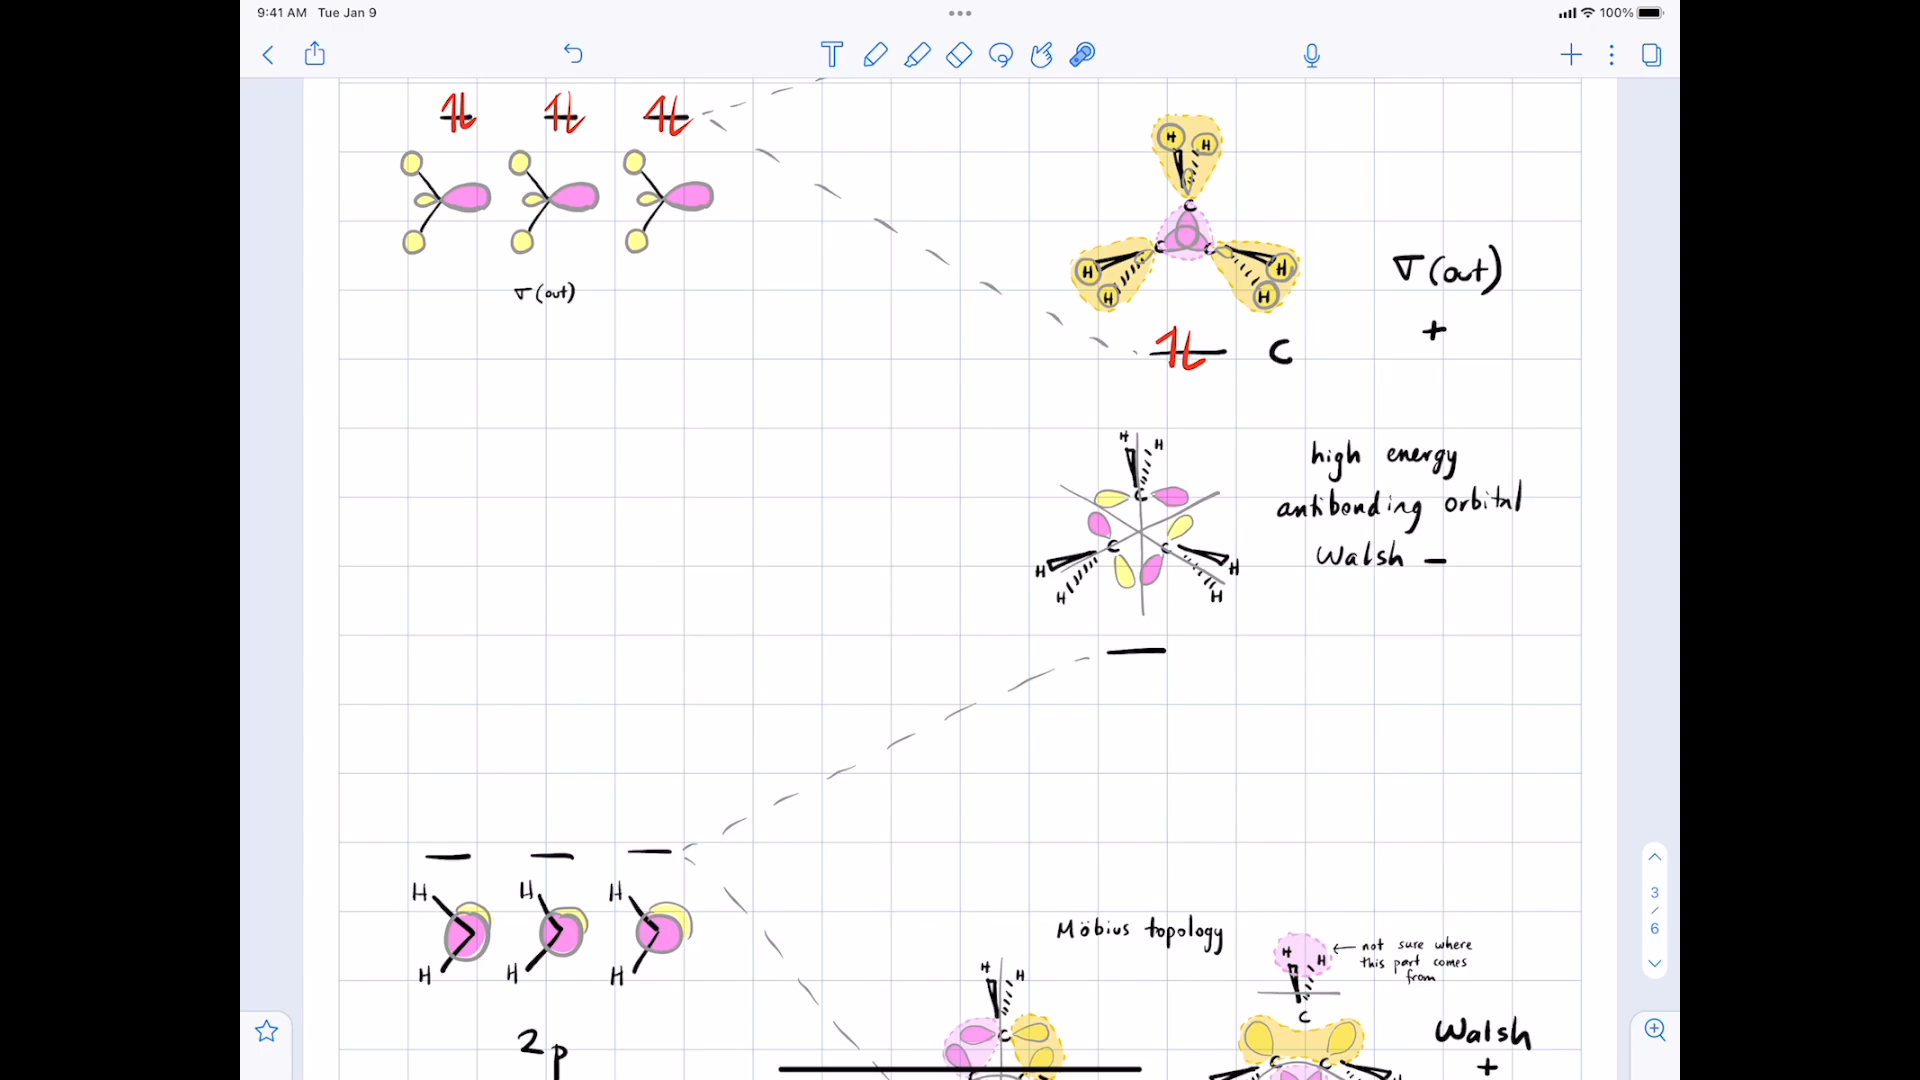 9:41 AM Tue Jan 9
100%
H H
C
C C
H H
H H
σ (out)
σ (out)
+
C
H H
C
C C
H H
H H
high energy
antibonding orbital
Walsh –
3
/
6
H H H
H H H
2p
Möbius topology
H H
C
H H
C
C C
← not sure where
this part comes
from
Walsh
+